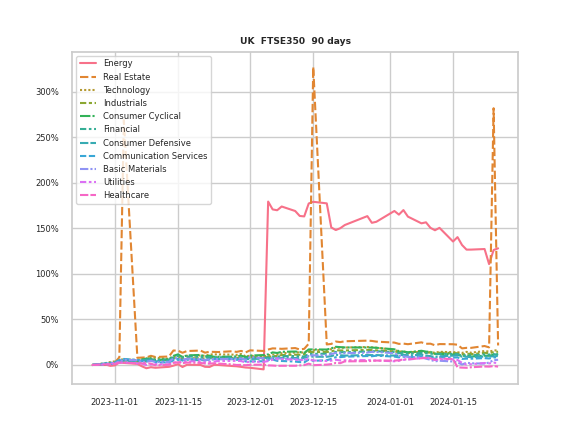 UK FTSE350 90 days
Energy
Real Estate
Technology
Industrials
Consumer Cyclical
Financial
Consumer Defensive
Communication Services
Basic Materials
Utilities
Healthcare
300%
250%
200%
150%
100%
50%
0%
2023-11-01 2023-11-15 2023-12-01 2023-12-15 2024-01-01 2024-01-15